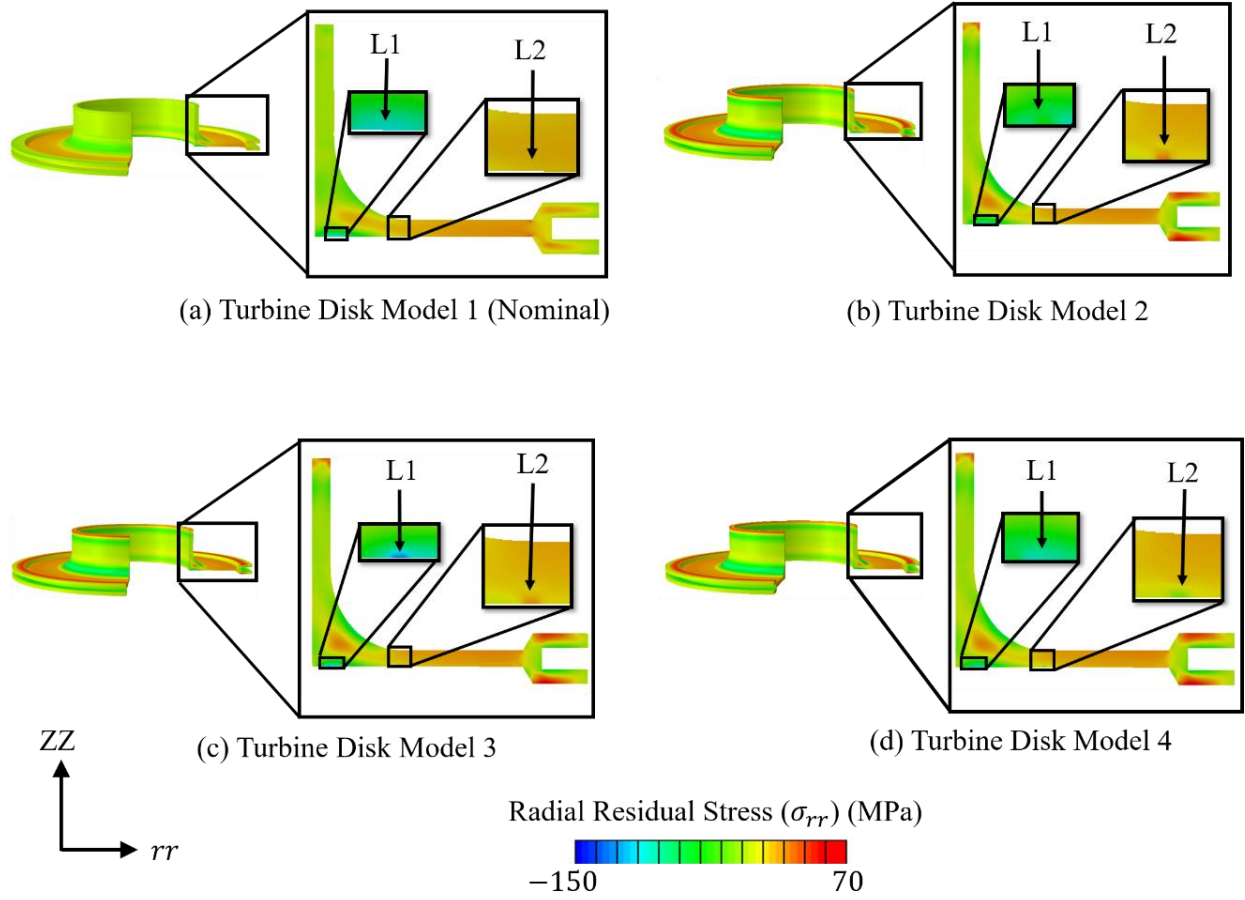 L1
L2
(a) Turbine Disk Model 1 (Nominal)
L1
L2
(b) Turbine Disk Model 2
L1
L2
(c) Turbine Disk Model 3
L1
L2
(d) Turbine Disk Model 4
ZZ
rr
Radial Residual Stress (σrr) (MPa)
−150 70